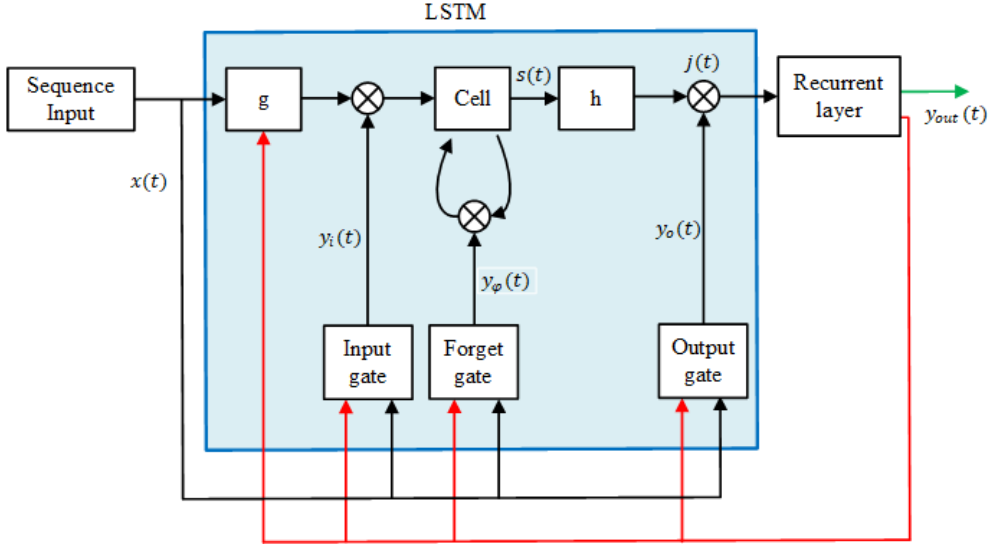 LSTM
Sequence
Input
g
Cell
s(t)
h
j(t)
Recurrent
layer
y_out(t)
x(t)
y_i(t)
y_φ(t)
y_o(t)
Input
gate
Forget
gate
Output
gate